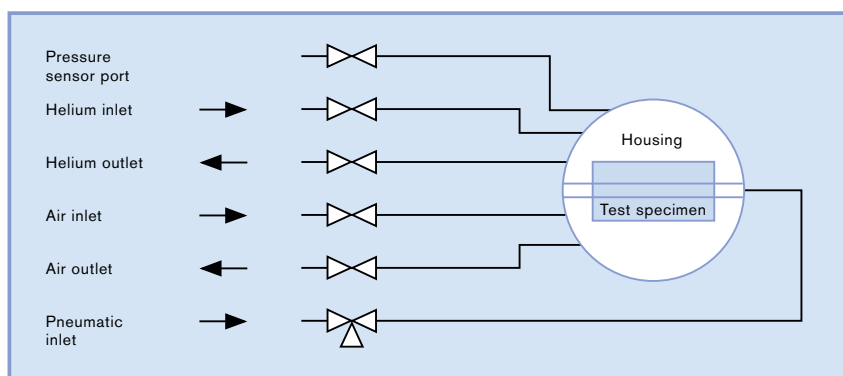 Pressure
sensor port
Helium inlet
Helium outlet
Air inlet
Air outlet
Pneumatic
inlet
Housing
Test specimen